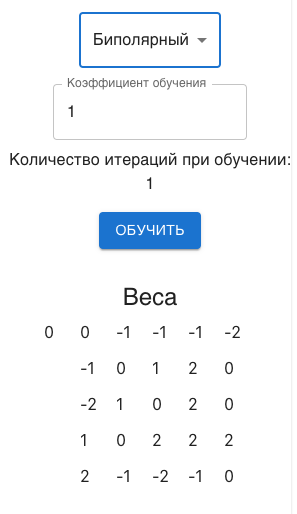 Биполярный
Коэффициент обучения
1
Количество итераций при обучении:
1
ОБУЧИТЬ
Веса
0 0 -1 -1 -1 -2
-1 0 1 2 0
-2 1 0 2 0
1 0 2 2 2
2 -1 -2 -1 0